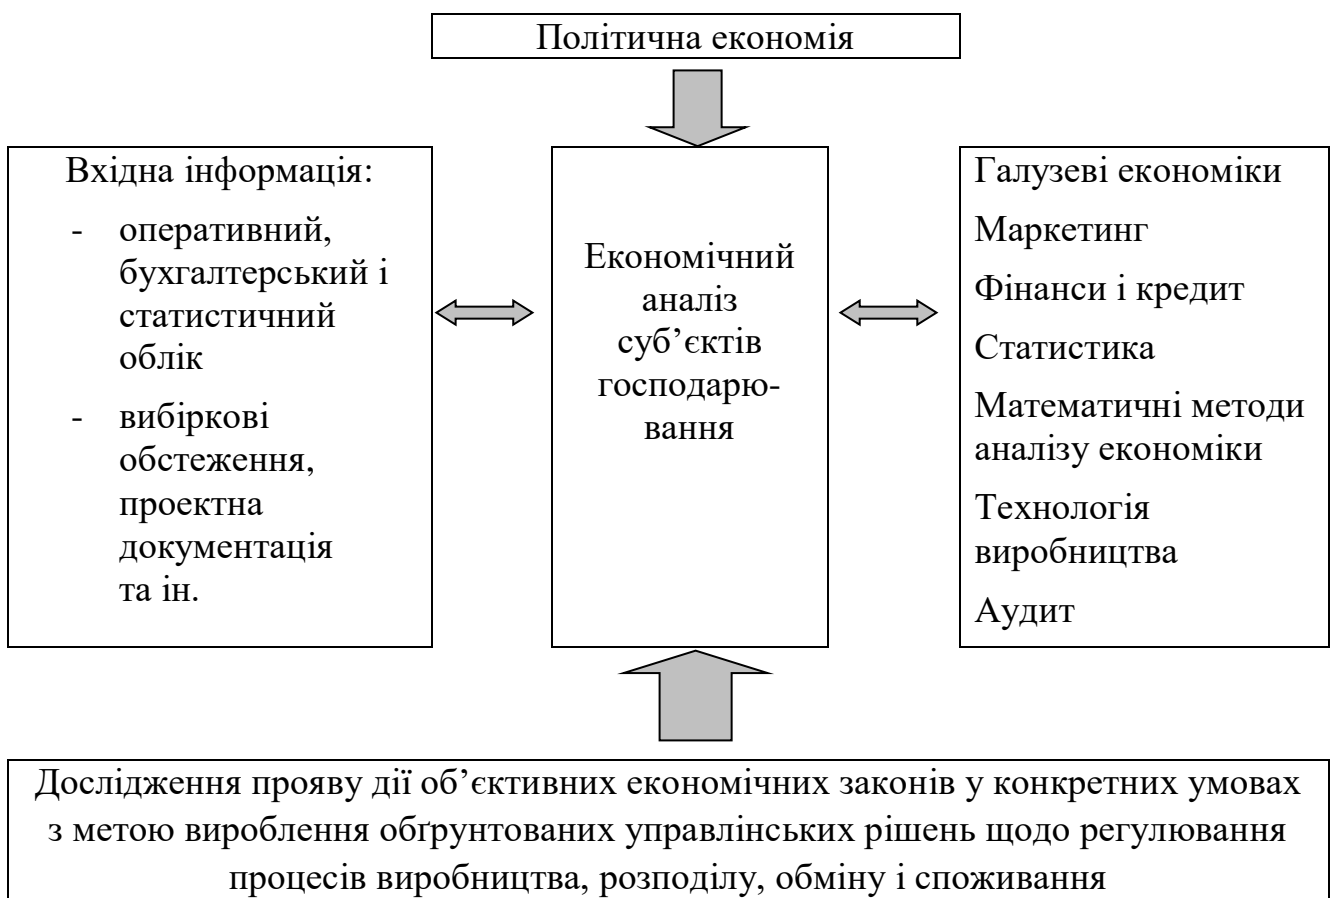 Політична економія
Вхідна інформація:
- оперативний,
бухгалтерський і
статистичний
облік
- вибіркові
обстеження,
проектна
документація
та ін.
Економічний
аналіз
суб’єктів
господарю-
вання
Галузеві економіки
Маркетинг
Фінанси і кредит
Статистика
Математичні методи
аналізу економіки
Технологія
виробництва
Аудит
Дослідження прояву дії об’єктивних економічних законів у конкретних умовах
з метою вироблення обґрунтованих управлінських рішень щодо регулювання
процесів виробництва, розподілу, обміну і споживання